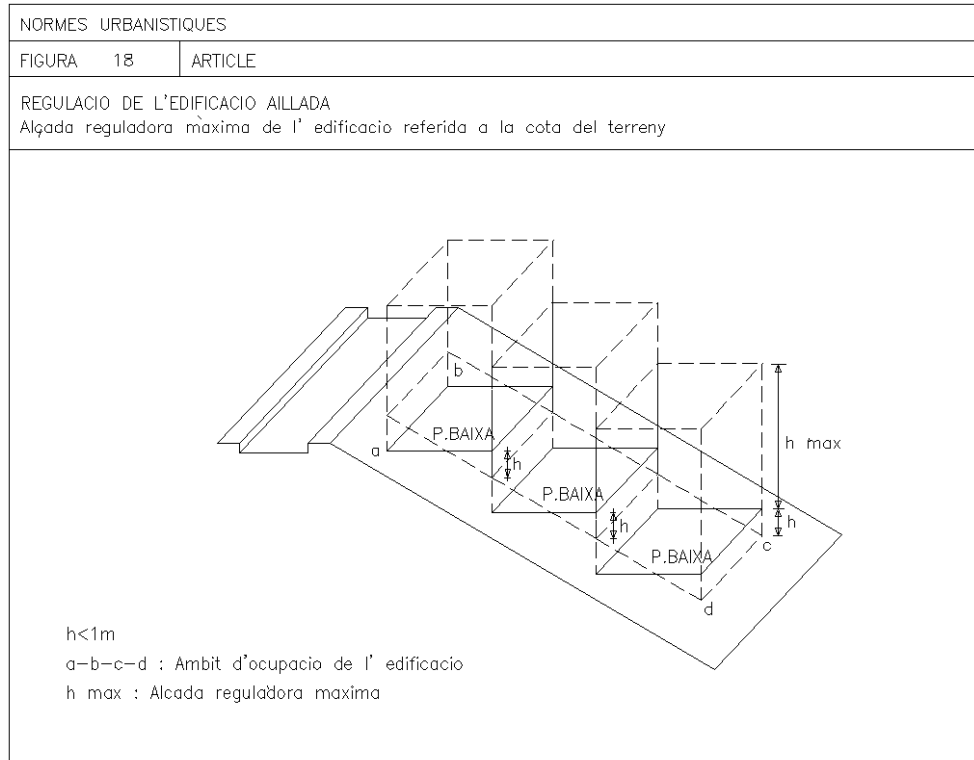 NORMES URBANISTIQUES
FIGURA 18 ARTICLE
REGULACIO DE L'EDIFICACIO AILLADA
Alçada reguladora màxima de l' edificacio referida a la cota del terreny
b
a
P.BAIXA
h
h max
P.BAIXA
h
h
P.BAIXA
c
d
h<1m
a-b-c-d : Ambit d'ocupacio de l' edificacio
h max : Alcada reguladora maxima